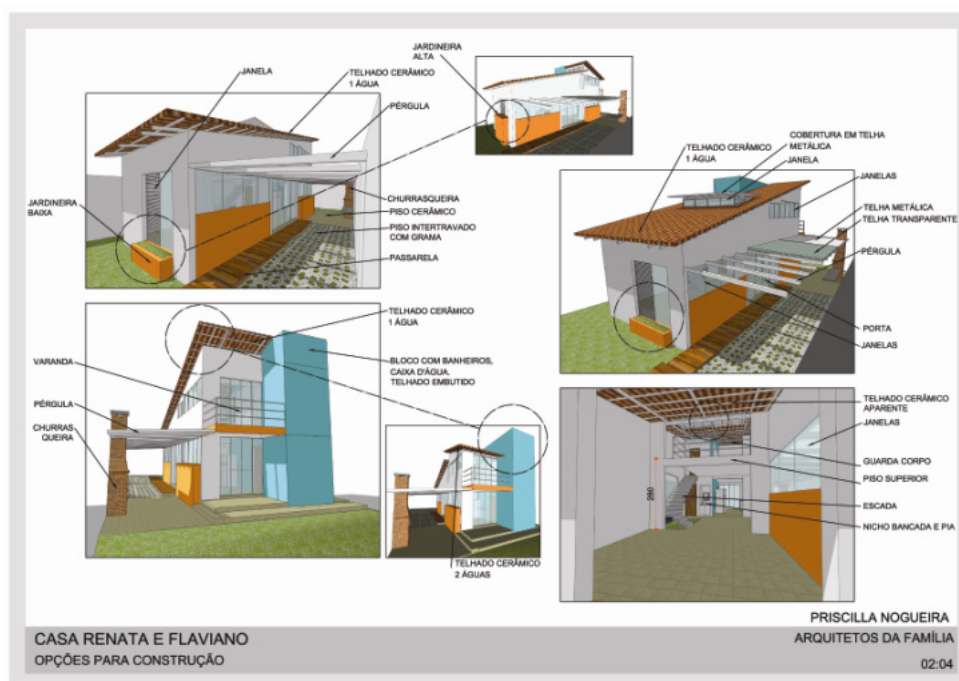 JARDINEIRA
ALTA
JANELA
TELHADO CERÂMICO
1 ÁGUA
PÉRGULA
CHURRASQUEIRA
PISO CERÂMICO
PISO INTERTRAVADO
COM GRAMA
PASSARELA
JARDINEIRA
BAIXA
TELHADO CERÂMICO
1 ÁGUA
COBERTURA EM TELHA
METÁLICA
JANELA
JANELAS
TELHA METÁLICA
TELHA TRANSPARENTE
PÉRGULA
PORTA
JANELAS
TELHADO CERÂMICO
1 ÁGUA
VARANDA
BLOCO COM BANHEIROS,
CAIXA D'ÁGUA.
TELHADO EMBUTIDO
PÉRGULA
CHURRAS
QUEIRA
TELHADO CERÂMICO
2 ÁGUAS
TELHADO CERÂMICO
APARENTE
JANELAS
GUARDA CORPO
PISO SUPERIOR
ESCADA
NICHO BANCADA E PIA
280
CASA RENATA E FLAVIANO
OPÇÕES PARA CONSTRUÇÃO
PRISCILLA NOGUEIRA
ARQUITETOS DA FAMÍLIA
02:04